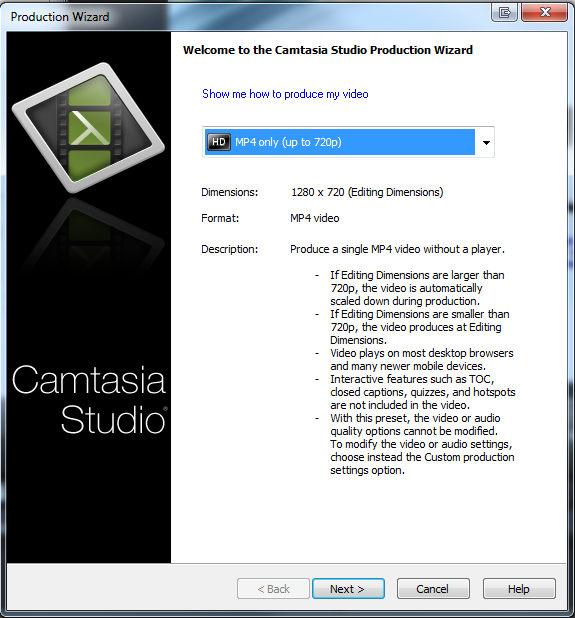 Production Wizard
Welcome to the Camtasia Studio Production Wizard
Show me how to produce my video
HD MP4 only (up to 720p)
Dimensions: 1280 x 720 (Editing Dimensions)
Format: MP4 video
Description: Produce a single MP4 video without a player.
- If Editing Dimensions are larger than
720p, the video is automatically
scaled down during production.
- If Editing Dimensions are smaller than
720p, the video produces at Editing
Dimensions.
- Video plays on most desktop browsers
and many newer mobile devices.
- Interactive features such as TOC,
closed captions, quizzes, and hotspots
are not included in the video.
- With this preset, the video or audio
quality options cannot be modified.
To modify the video or audio settings,
choose instead the Custom production
settings option.
Camtasia
Studio®
< Back Next > Cancel Help